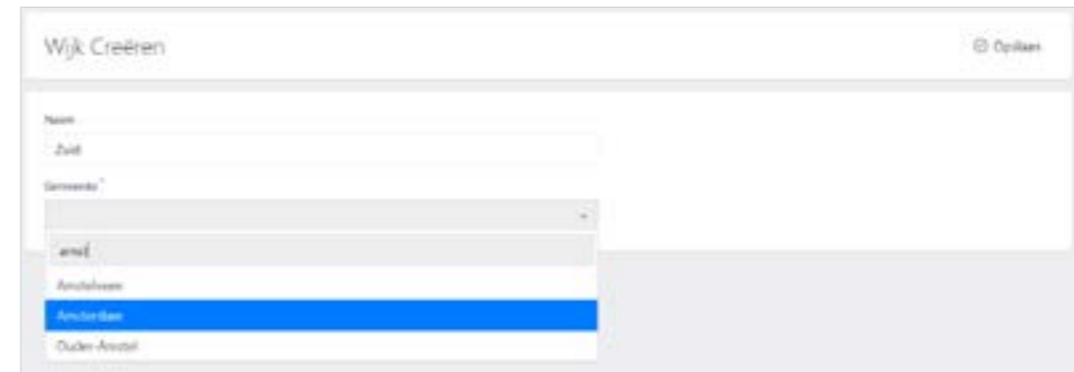 Wijk Creëren
Opslaan
Naam
Zuid
Gemeente *
amst
Amstelveen
Amsterdam
Ouder-Amstel